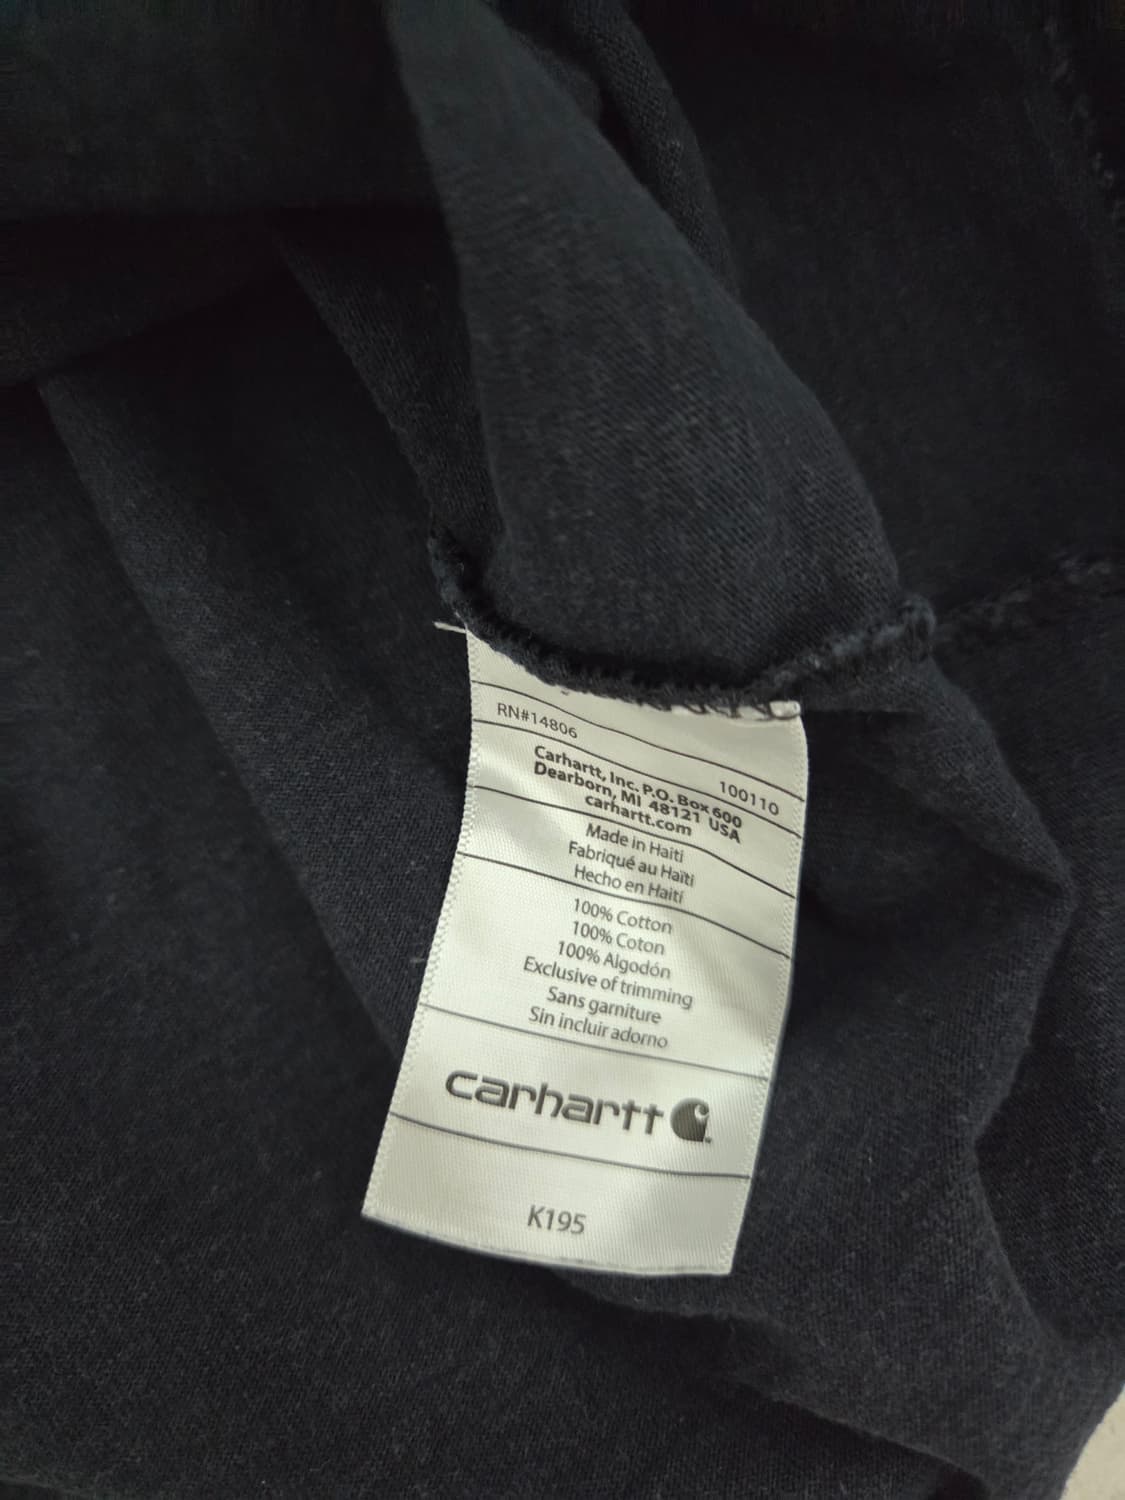 RN#14806 100110
Carhartt, Inc. P.O. Box 600
Dearborn, MI 48121 USA
carhartt.com
Made in Haiti
Fabriqué au Haïti
Hecho en Haití
100% Cotton
100% Coton
100% Algodón
Exclusive of trimming
Sans garniture
Sin incluir adorno
carhartt
K195